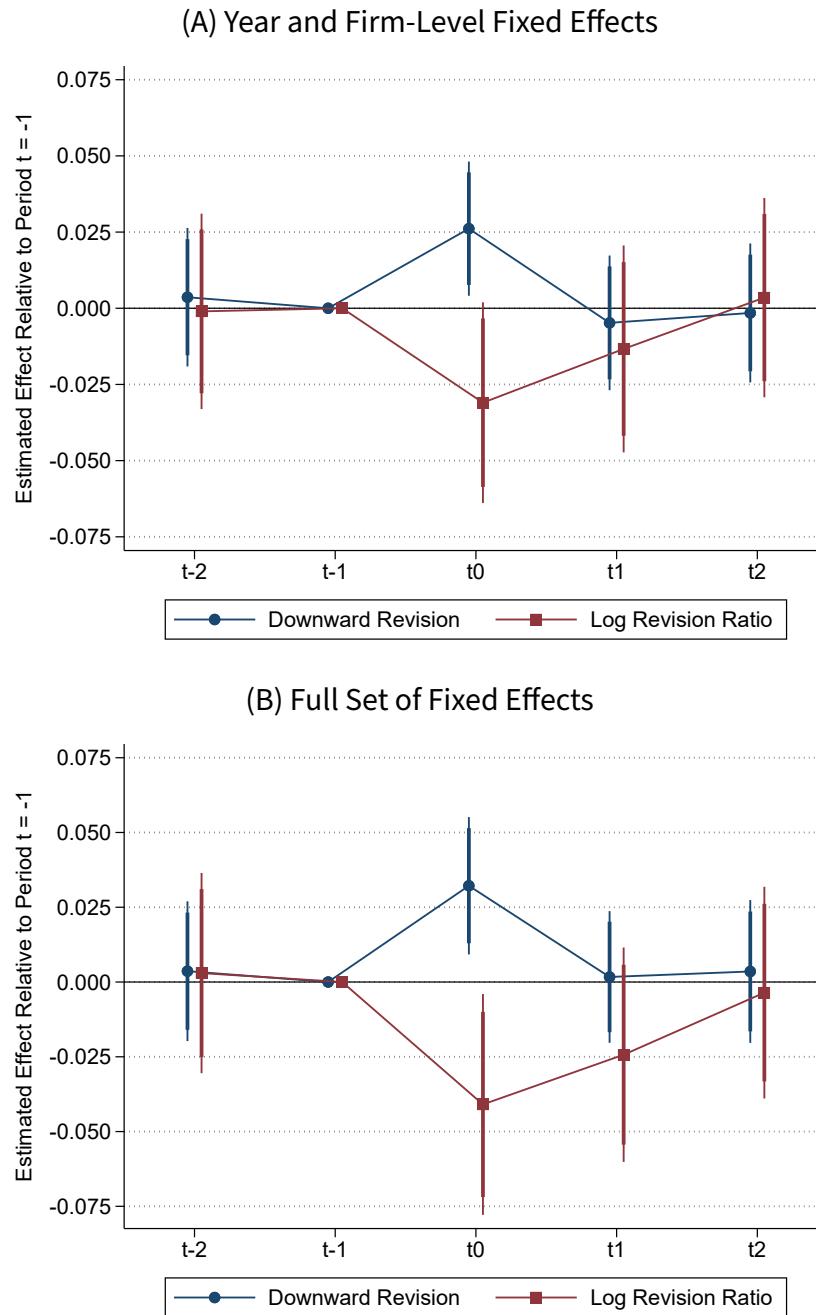 (A) Year and Firm-Level Fixed Effects
Estimated Effect Relative to Period t = -1
0.075
0.050
0.025
0.000
-0.025
-0.050
-0.075
t-2 t-1 t0 t1 t2
Downward Revision Log Revision Ratio
(B) Full Set of Fixed Effects
Estimated Effect Relative to Period t = -1
0.075
0.050
0.025
0.000
-0.025
-0.050
-0.075
t-2 t-1 t0 t1 t2
Downward Revision Log Revision Ratio